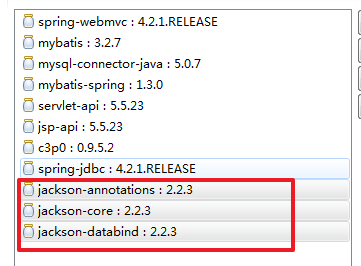 spring-webmvc : 4.2.1.RELEASE
mybatis : 3.2.7
mysql-connector-java : 5.0.7
mybatis-spring : 1.3.0
servlet-api : 5.5.23
jsp-api : 5.5.23
c3p0 : 0.9.5.2
spring-jdbc : 4.2.1.RELEASE
jackson-annotations : 2.2.3
jackson-core : 2.2.3
jackson-databind : 2.2.3